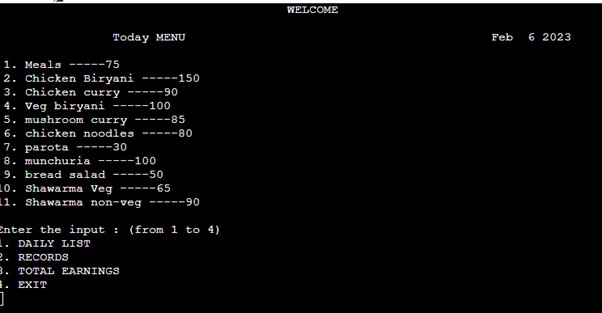 WELCOME
Today MENU Feb 6 2023
1. Meals -----75
2. Chicken Biryani -----150
3. Chicken curry -----90
4. Veg biryani -----100
5. mushroom curry -----85
6. chicken noodles -----80
7. parota -----30
8. munchuria -----100
9. bread salad -----50
10. Shawarma Veg -----65
11. Shawarma non-veg -----90
Enter the input : (from 1 to 4)
1. DAILY LIST
2. RECORDS
3. TOTAL EARNINGS
4. EXIT